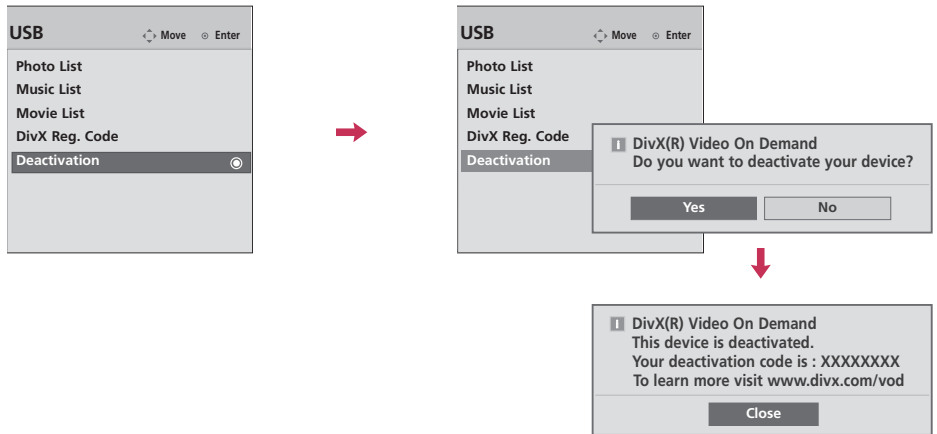 USB Move Enter
Photo List
Music List
Movie List
DivX Reg. Code
Deactivation
USB Move Enter
Photo List
Music List
Movie List
DivX Reg. Code
Deactivation
DivX(R) Video On Demand
Do you want to deactivate your device?
Yes No
DivX(R) Video On Demand
This device is deactivated.
Your deactivation code is : XXXXXXXX
To learn more visit www.divx.com/vod
Close